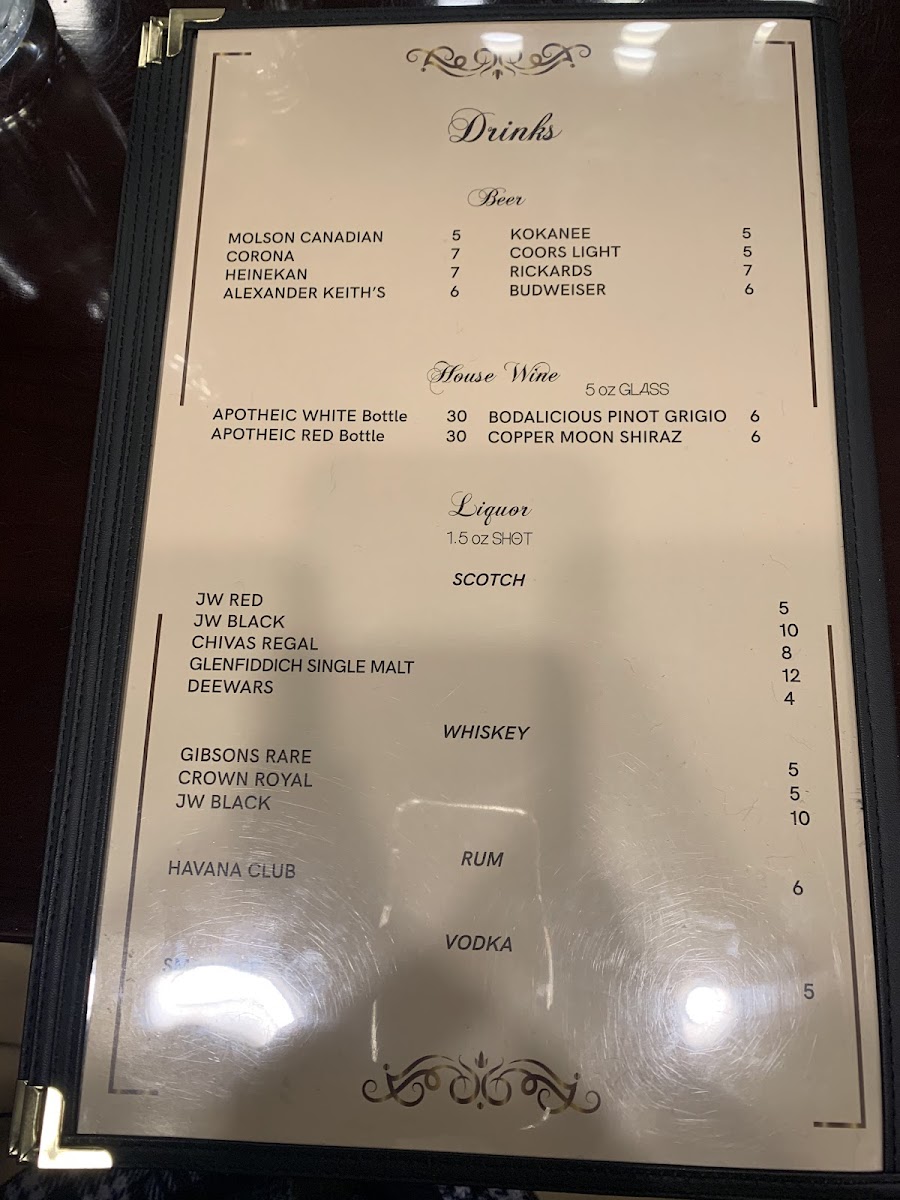 Drinks
Beer
MOLSON CANADIAN 5 KOKANEE 5
CORONA 7 COORS LIGHT 5
HEINEKAN 7 RICKARDS 7
ALEXANDER KEITH'S 6 BUDWEISER 6
House Wine
5 oz GLASS
APOTHEIC WHITE Bottle 30 BODALICIOUS PINOT GRIGIO 6
APOTHEIC RED Bottle 30 COPPER MOON SHIRAZ 6
Liquor
1.5 oz SHOT
SCOTCH
JW RED 5
JW BLACK 10
CHIVAS REGAL 8
GLENFIDDICH SINGLE MALT 12
DEEWARS 4
WHISKEY
GIBSONS RARE 5
CROWN ROYAL 5
JW BLACK 10
RUM
HAVANA CLUB 6
VODKA
5